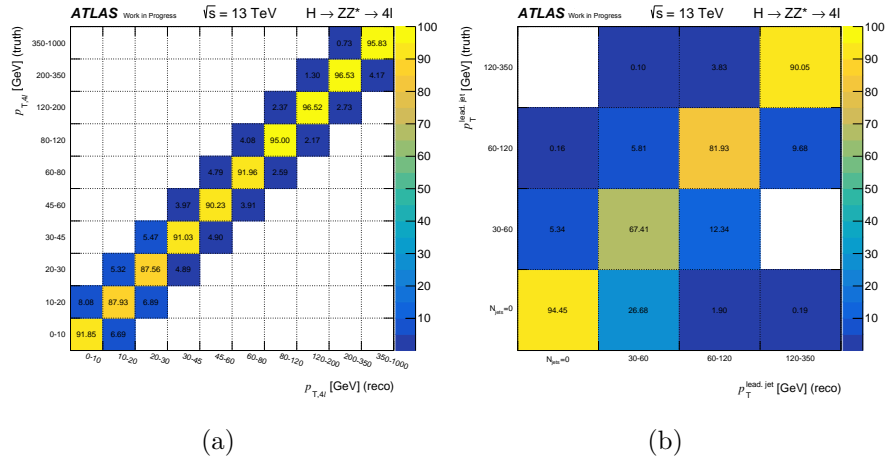 ATLAS Work in Progress √s = 13 TeV H → ZZ* → 4l
p_T,4l [GeV] (truth)
350-1000 0.73 95.83
200-350 1.30 96.53 4.17
120-200 2.37 96.52 2.73
80-120 4.08 95.00 2.17
60-80 4.79 91.96 2.59
45-60 3.97 90.23 3.91
30-45 5.47 91.03 4.90
20-30 5.32 87.56 4.89
10-20 8.08 87.93 6.89
0-10 91.85 6.69
0-10 10-20 20-30 30-45 45-60 60-80 80-120 120-200 200-350 350-1000
p_T,4l [GeV] (reco)
100
90
80
70
60
50
40
30
20
10
(a)
ATLAS Work in Progress √s = 13 TeV H → ZZ* → 4l
p_T^lead. jet [GeV] (truth)
120-350 0.10 3.83 90.05
60-120 0.16 5.81 81.93 9.68
30-60 5.34 67.41 12.34
N_jets=0 94.45 26.68 1.90 0.19
N_jets=0 30-60 60-120 120-350
p_T^lead. jet [GeV] (reco)
100
90
80
70
60
50
40
30
20
10
(b)